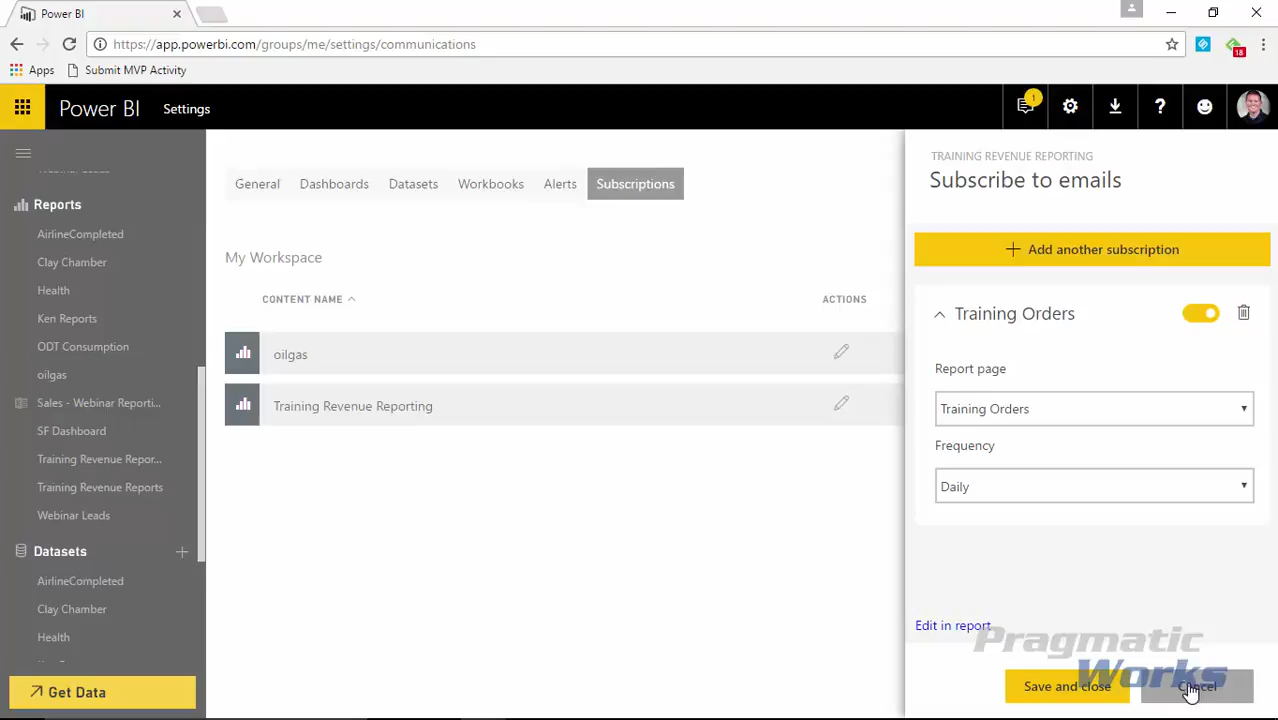 Power BI
https://app.powerbi.com/groups/me/settings/communications
18
Apps
Submit MVP Activity
Power BI
Settings
1
?
Reports
AirlineCompleted
Clay Chamber
Health
Ken Reports
ODT Consumption
oilgas
Sales - Webinar Reporti...
SF Dashboard
Training Revenue Repor...
Training Revenue Reports
Webinar Leads
Datasets
AirlineCompleted
Clay Chamber
Health
Get Data
General
Dashboards
Datasets
Workbooks
Alerts
Subscriptions
My Workspace
CONTENT NAME
ACTIONS
oilgas
Training Revenue Reporting
TRAINING REVENUE REPORTING
Subscribe to emails
Add another subscription
Training Orders
Report page
Training Orders
Frequency
Daily
Edit in report
Pragmatic
Works
Save and close
Cancel